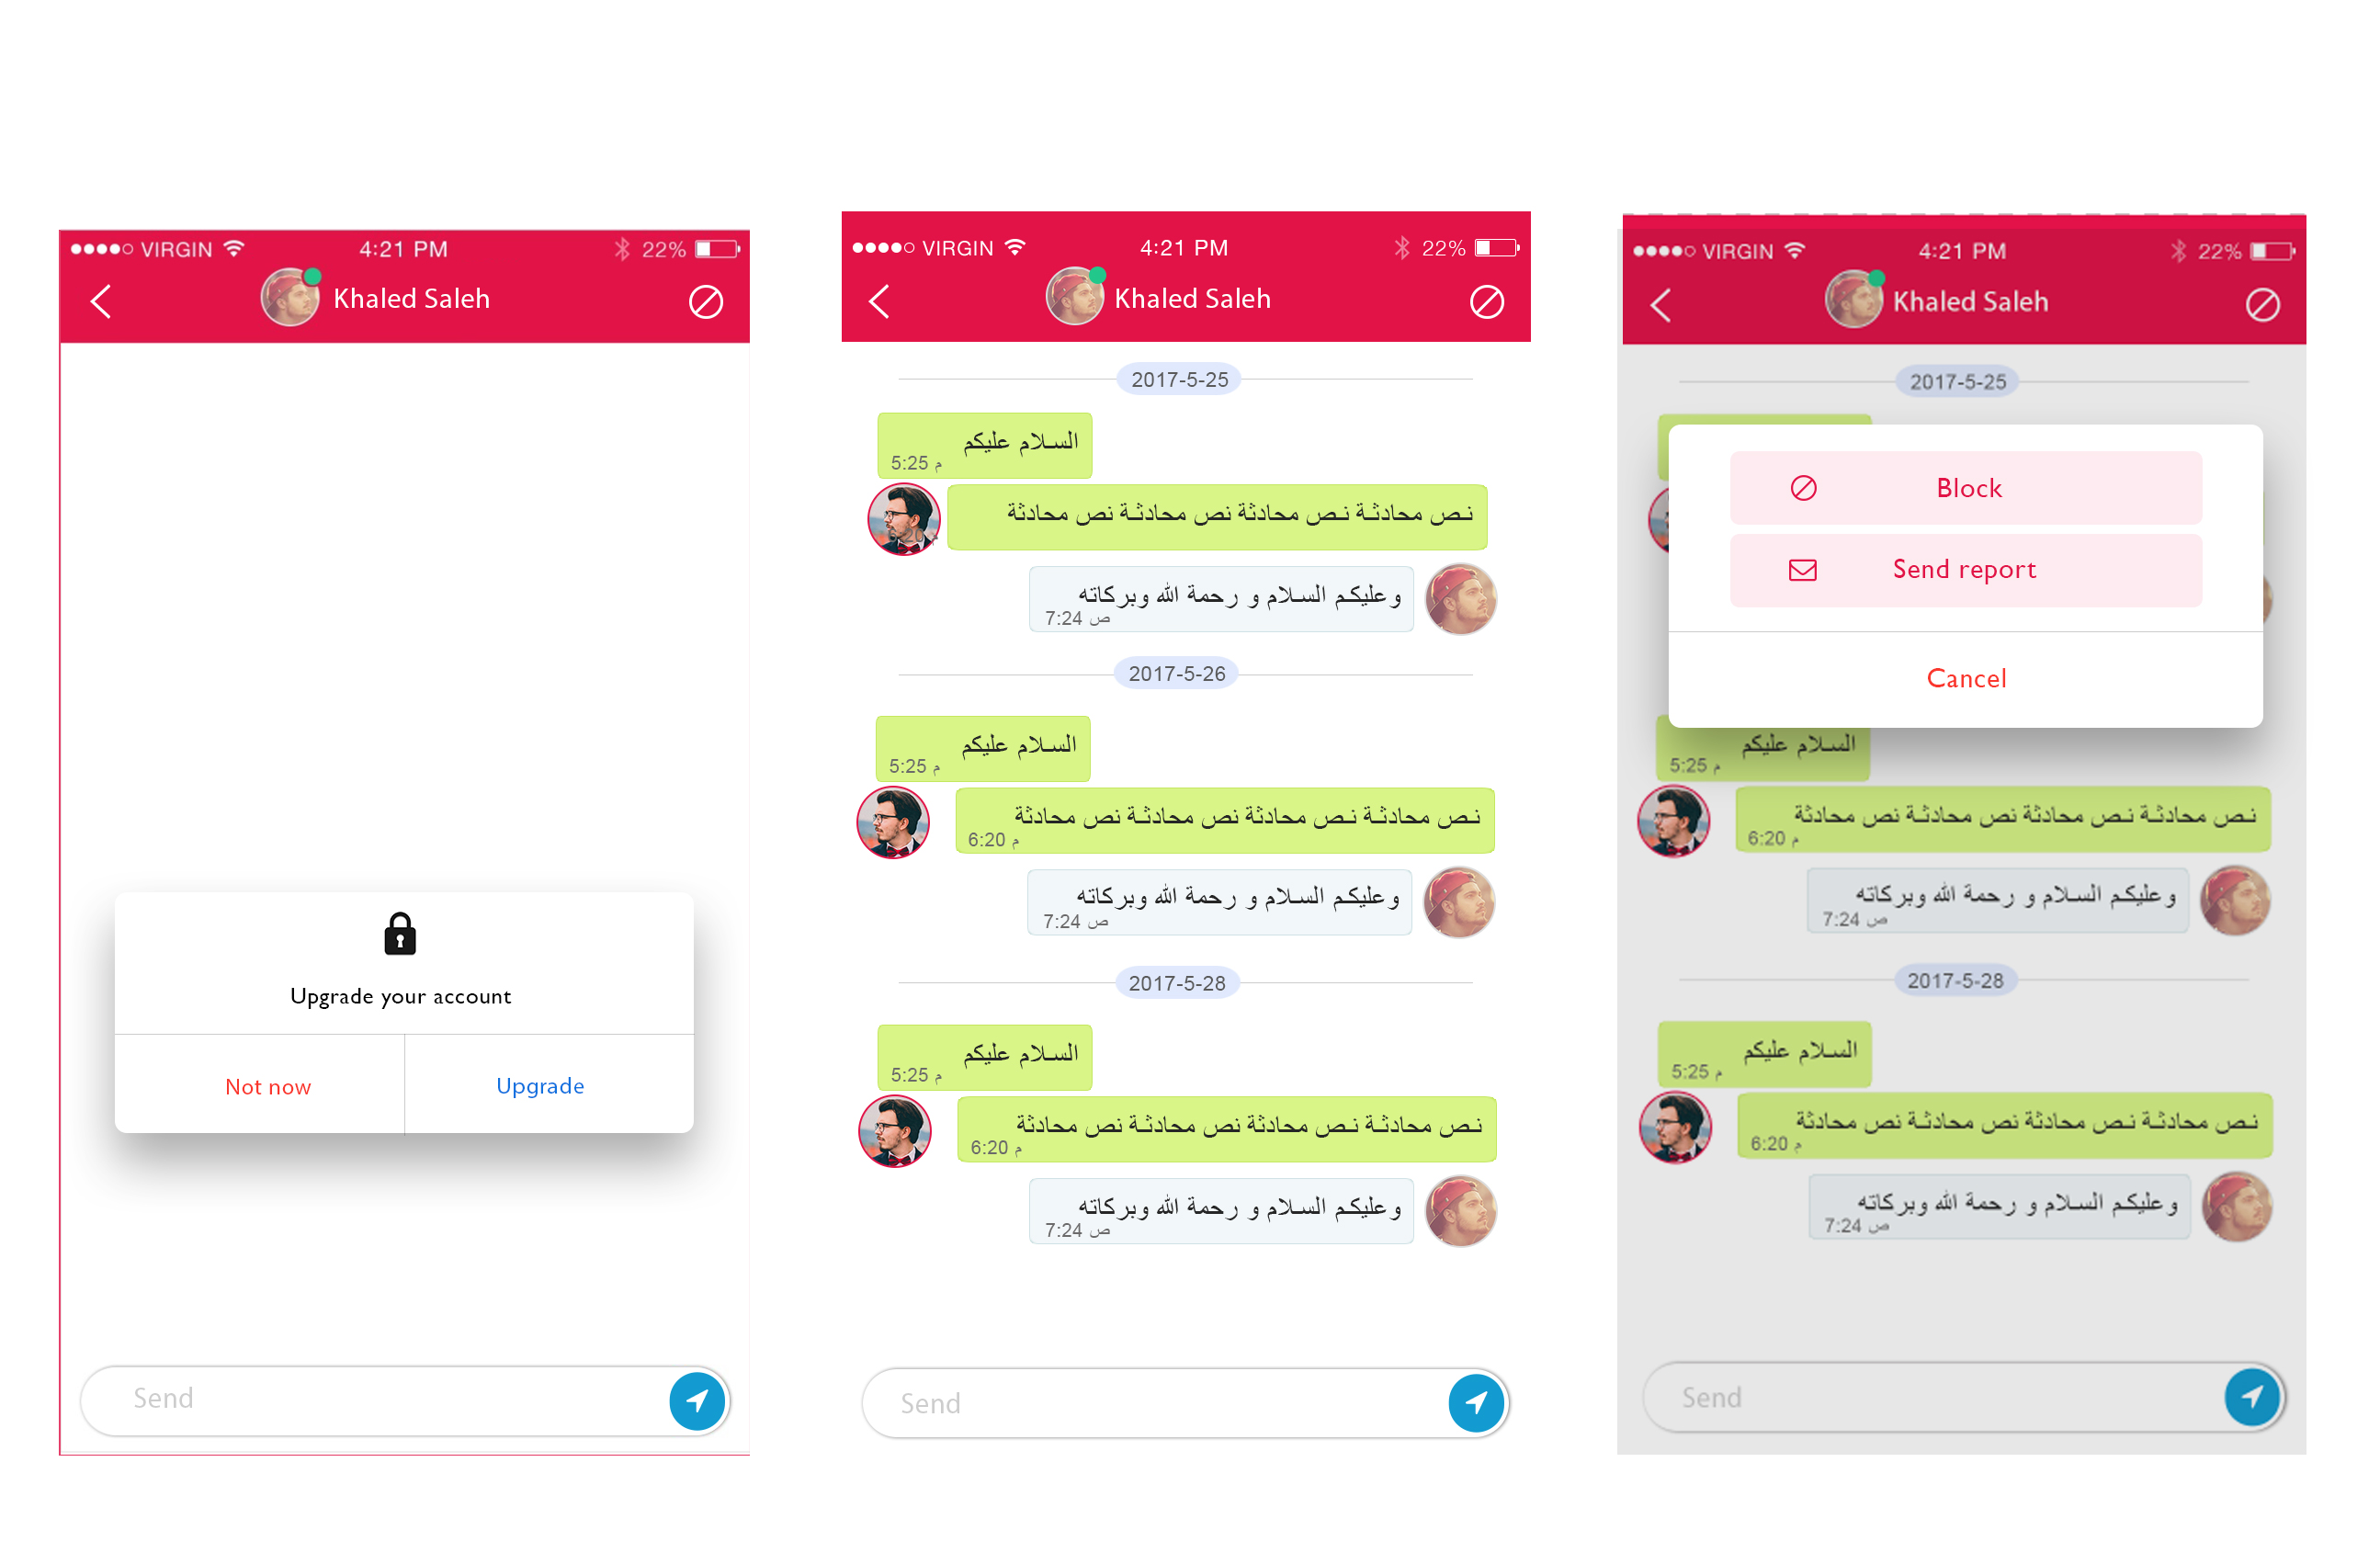 VIRGIN 4:21 PM 22%
Khaled Saleh
Upgrade your account
Not now Upgrade
Send
VIRGIN 4:21 PM 22%
Khaled Saleh
2017-5-25
السلام عليكم
5:25 م
نص محادثة نص محادثة نص محادثة نص محادثة
وعليكم السلام و رحمة الله وبركاته
7:24 ص
2017-5-26
السلام عليكم
5:25 م
نص محادثة نص محادثة نص محادثة نص محادثة
6:20 م
وعليكم السلام و رحمة الله وبركاته
7:24 ص
2017-5-28
السلام عليكم
5:25 م
نص محادثة نص محادثة نص محادثة نص محادثة
6:20 م
وعليكم السلام و رحمة الله وبركاته
7:24 ص
Send
VIRGIN 4:21 PM 22%
Khaled Saleh
2017-5-25
Block
Send report
Cancel
السلام عليكم
5:25 م
نص محادثة نص محادثة نص محادثة نص محادثة
6:20 م
وعليكم السلام و رحمة الله وبركاته
7:24 ص
2017-5-28
السلام عليكم
5:25 م
نص محادثة نص محادثة نص محادثة نص محادثة
6:20 م
وعليكم السلام و رحمة الله وبركاته
7:24 ص
Send